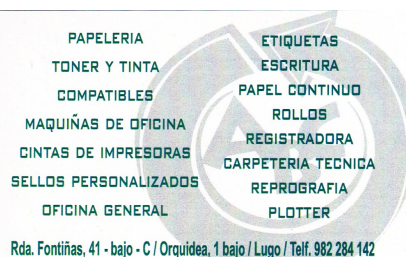 PAPELERIA
TONER Y TINTA
COMPATIBLES
MAQUIÑAS DE OFICINA
CINTAS DE IMPRESORAS
SELLOS PERSONALIZADOS
OFICINA GENERAL
ETIQUETAS
ESCRITURA
PAPEL CONTINUO
ROLLOS
REGISTRADORA
CARPETERIA TECNICA
REPROGRAFIA
PLOTTER
Rda. Fontiñas, 41 - bajo - C / Orquidea, 1 bajo / Lugo / Telf. 982 284 142